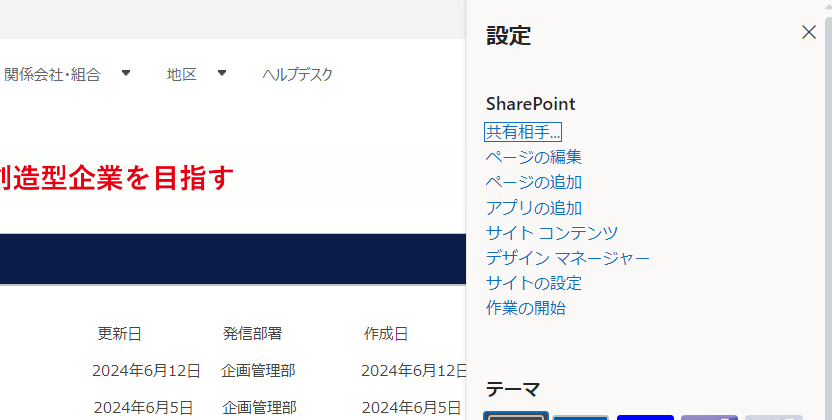 設定
関係会社・組合 ▼ 地区 ▼ ヘルプデスク
SharePoint
共有相手...
ページの編集
ページの追加
アプリの追加
サイト コンテンツ
デザイン マネージャー
サイトの設定
作業の開始
造型企業を目指す
更新日 発信部署 作成日
2024年6月12日 企画管理部 2024年6月12日
2024年6月5日 企画管理部 2024年6月5日
テーマ